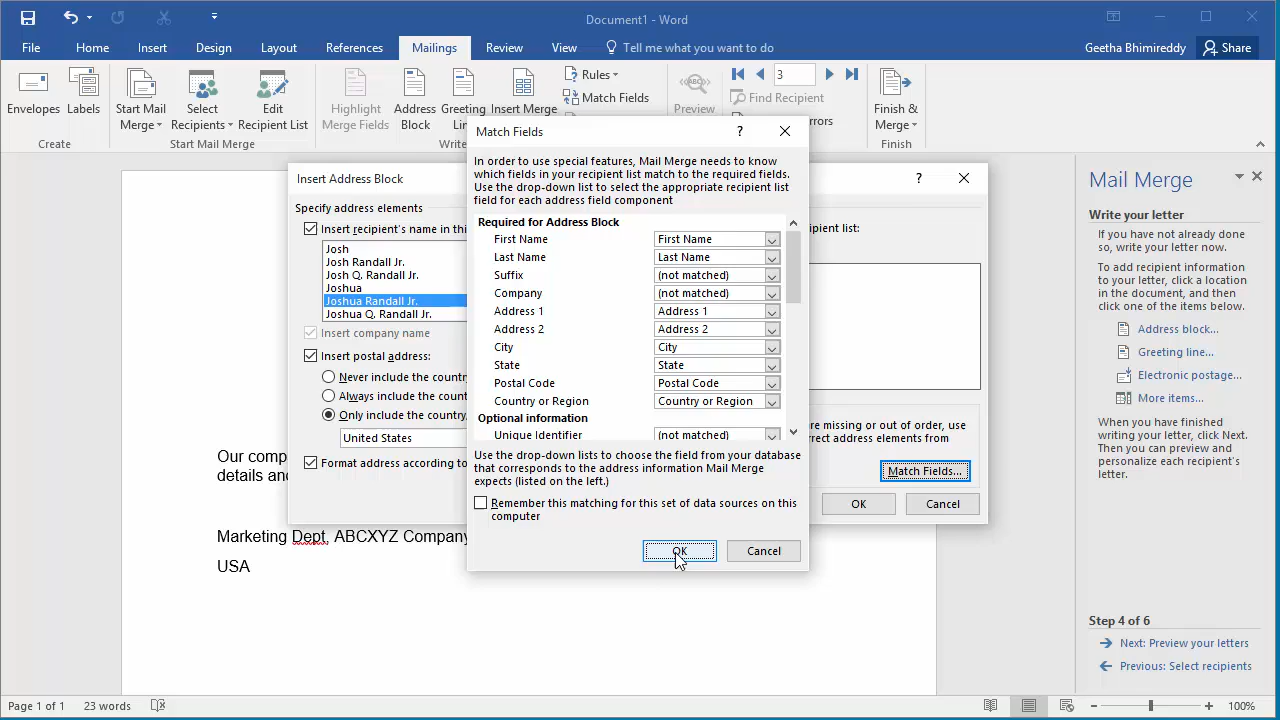 Document1 - Word
File Home Insert Design Layout References Mailings Review View Tell me what you want to do Geetha Bhimireddy Share
Envelopes Labels
Create
Start Mail Merge
Select Recipients
Edit Recipient List
Start Mail Merge
Highlight Merge Fields
Address Block
Greeting
Insert Merge
Rules
Match Fields
Preview
3
Find Recipient
Finish & Merge
Finish
Insert Address Block
Specify address elements
Insert recipient's name in this
Josh
Josh Randall Jr.
Josh Q. Randall Jr.
Joshua
Joshua Randall Jr.
Joshua Q. Randall Jr.
Insert company name
Insert postal address:
Never include the country
Always include the
Only include the country
United States
Format address according to
Match Fields ?
In order to use special features, Mail Merge needs to know
which fields in your recipient list match to the required fields.
Use the drop-down list to select the appropriate recipient list
field for each address field component
Required for Address Block
First Name First Name
Last Name Last Name
Suffix (not matched)
Company (not matched)
Address 1 Address 1
Address 2 Address 2
City City
State State
Postal Code Postal Code
Country or Region Country or Region
Optional information
Unique Identifier (not matched)
Use the drop-down lists to choose the field from your database
that corresponds to the address information Mail Merge
expects (listed on the left.)
Remember this matching for this set of data sources on this
computer
OK Cancel
?
recipient list:
are missing or out of order, use
address elements from
Match Fields...
OK Cancel
Our
details
Marketing Dept, ABCXYZ Company
USA
Mail Merge
Write your letter
If you have not already done
so, write your letter now.
To add recipient information
to your letter, click a location
in the document, and then
click one of the items below.
Address block...
Greeting line...
Electronic postage...
More items...
When you have finished
writing your letter, click Next.
Then you can preview and
personalize each recipient's
letter.
Step 4 of 6
Next: Preview your letters
Previous: Select recipients
Page 1 of 1 23 words 100%